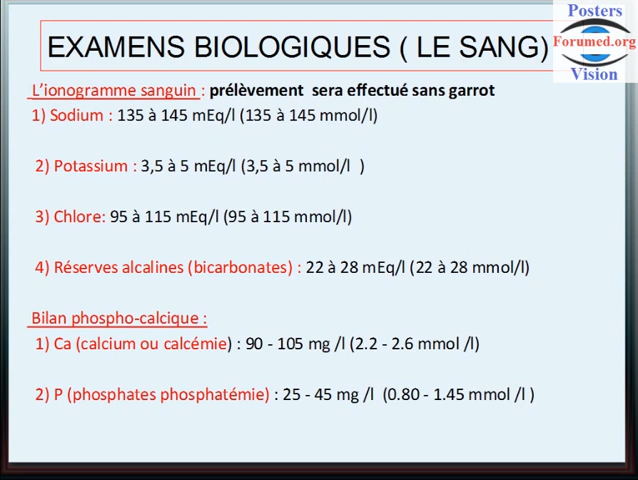 Posters
Forumed.org
Vision
EXAMENS BIOLOGIQUES ( LE SANG)
L'ionogramme sanguin : prélèvement sera effectué sans garrot
1) Sodium : 135 à 145 mEq/l (135 à 145 mmol/l)
2) Potassium : 3,5 à 5 mEq/l (3,5 à 5 mmol/l )
3) Chlore: 95 à 115 mEq/l (95 à 115 mmol/l)
4) Réserves alcalines (bicarbonates) : 22 à 28 mEq/l (22 à 28 mmol/l)
Bilan phospho-calcique :
1) Ca (calcium ou calcémie) : 90 - 105 mg /l (2.2 - 2.6 mmol /l)
2) P (phosphates phosphatémie) : 25 - 45 mg /l (0.80 - 1.45 mmol /l )